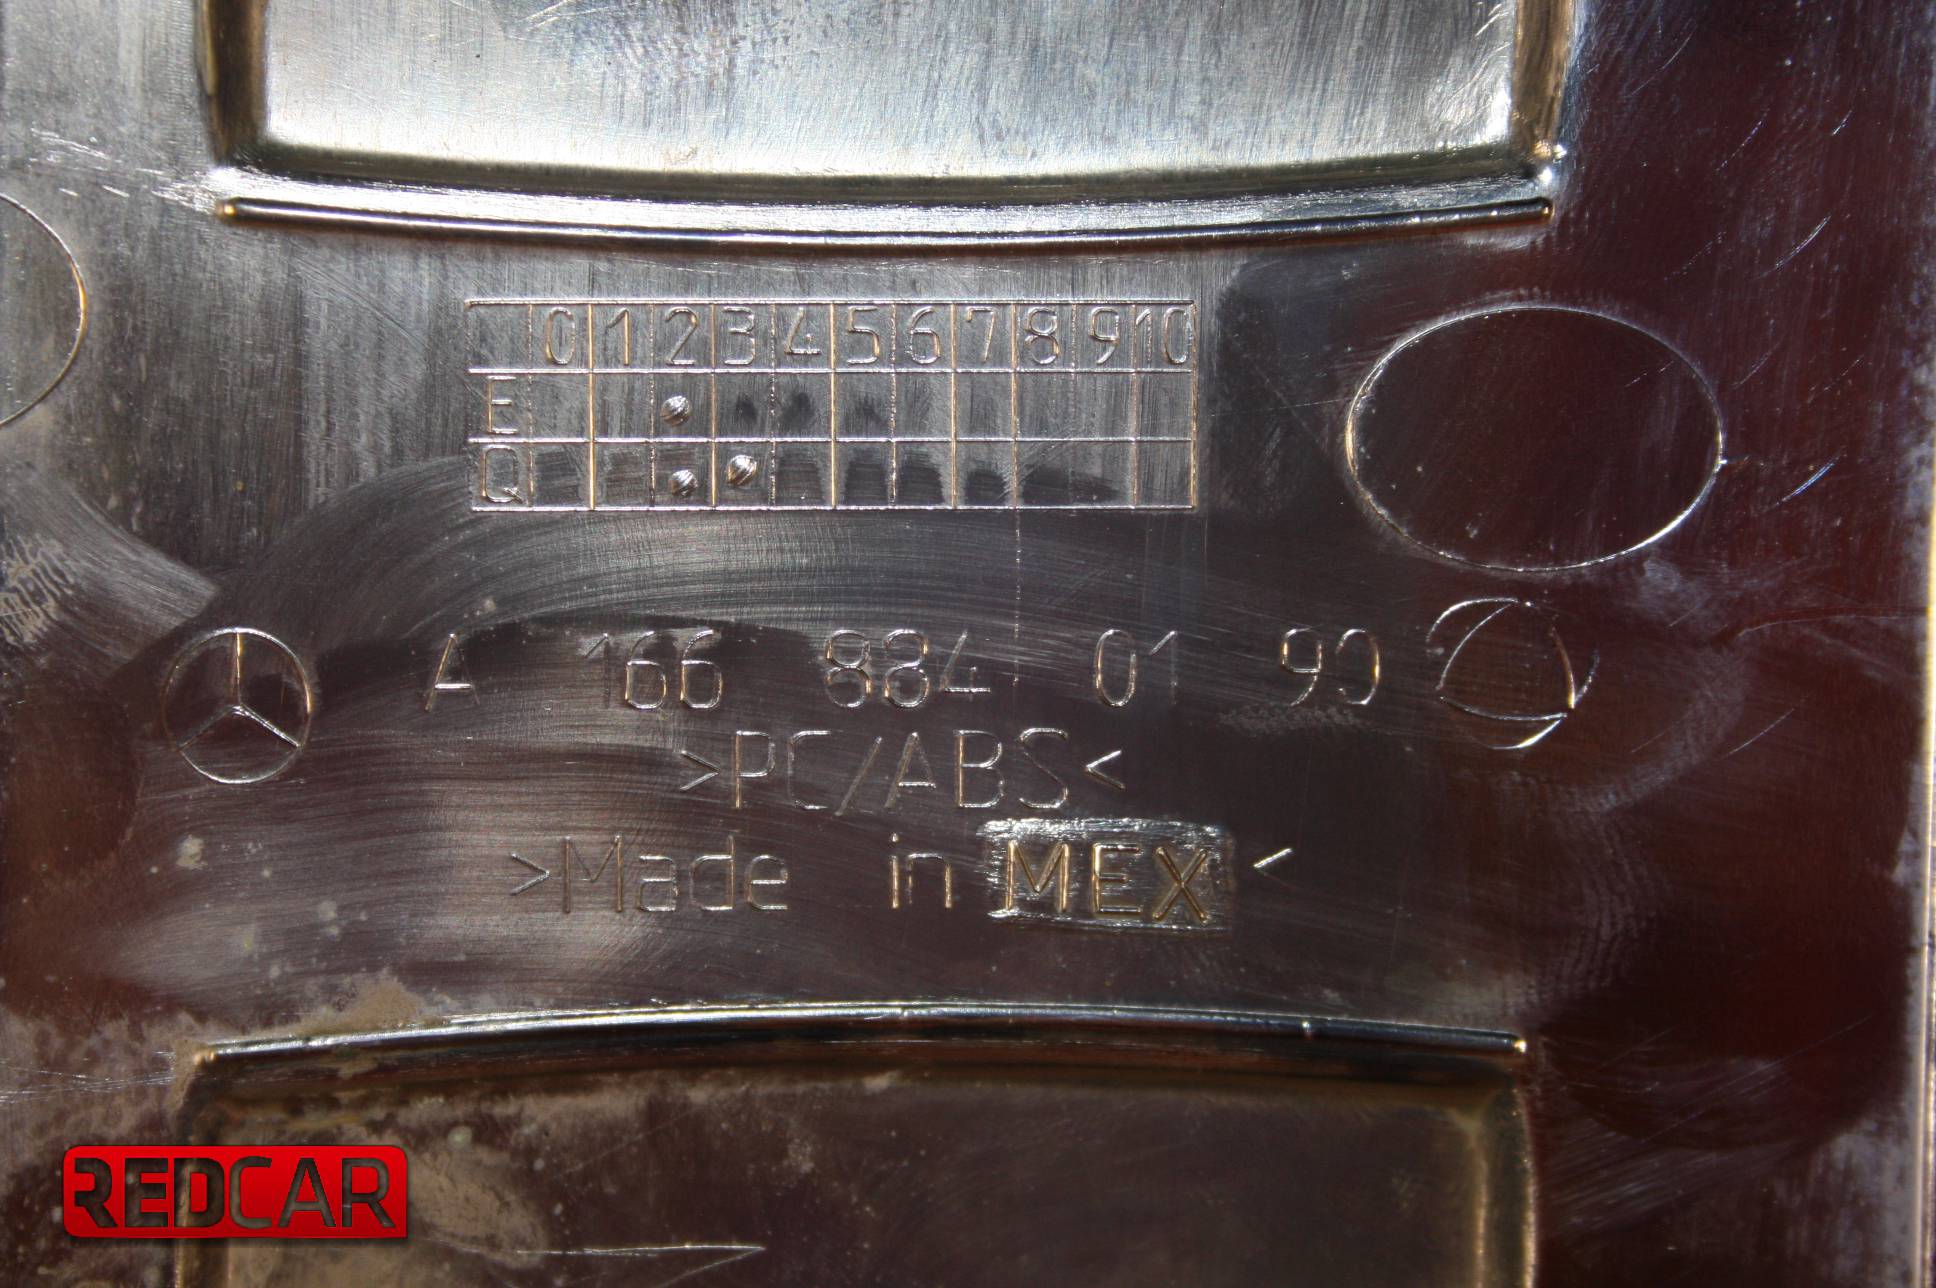 0 1 2 3 4 5 6 7 8 9 10
E
Q
A 166 884 01 90
>PC/ABS<
>Made in MEX<
REDCAR